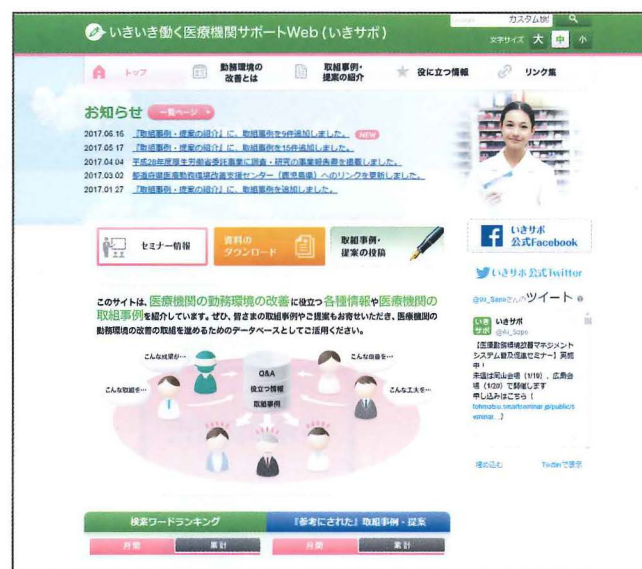 いきいき働く医療機関サポートWeb(いきサポ)
カスタム検
文字サイズ 大 中 小
トップ
勤務環境の
改善とは
取組事例・
提案の紹介
役に立つ情報
リンク集
お知らせ 一覧ページ
2017.06.16 『取組事例・提案の紹介』に、取組事例を9件追加しました。 NEW
2017.05.17 『取組事例・提案の紹介』に、取組事例を15件追加しました。
2017.04.04 平成28年度厚生労働省委託事業に調査・研究の事業報告書を掲載しました。
2017.03.02 都道府県医療勤務環境改善支援センター(鹿児島県)へのリンクを更新しました。
2017.01.27 『取組事例・提案の紹介』に、取組事例を追加しました。
セミナー情報
資料の
ダウンロード
取組事例・
提案の投稿
いきサポ
公式Facebook
いきサポ 公式Twitter
このサイトは、医療機関の勤務環境の改善に役立つ各種情報や医療機関の
取組事例を紹介しています。ぜひ、皆さまの取組事例やご提案もお寄せいただき、医療機関の
勤務環境の改善の取組を進めるためのデータベースとしてご活用ください。
さんのツイート
いき
サポ
いきサポ
【医療勤務環境改善マネジメント
システム普及促進セミナー】実施
中!
来週は岡山会場(1/19)、広島会
場(1/20)で開催します
申し込みはこちら(
埋め込む
Twitterで表示
こんな成果が…
こんな改善を…
こんな取組を…
こんな工夫を…
Q&A
役立つ情報
取組事例
検索ワードランキング
『参考にされた』取組事例・提案
月間
累計
月間
累計